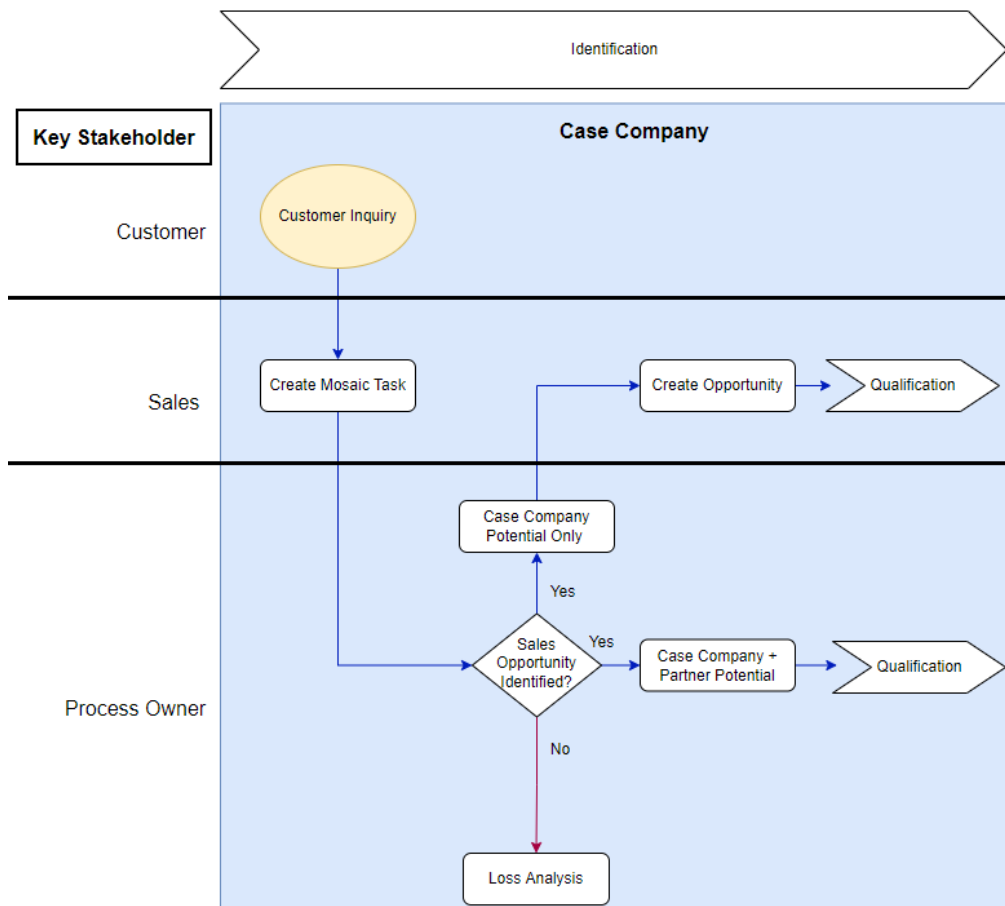 Identification
Key Stakeholder
Case Company
Customer
Customer Inquiry
Sales
Create Mosaic Task
Create Opportunity
Qualification
Case Company
Potential Only
Yes
Sales
Opportunity
Identified?
Yes
Case Company +
Partner Potential
Qualification
Process Owner
No
Loss Analysis